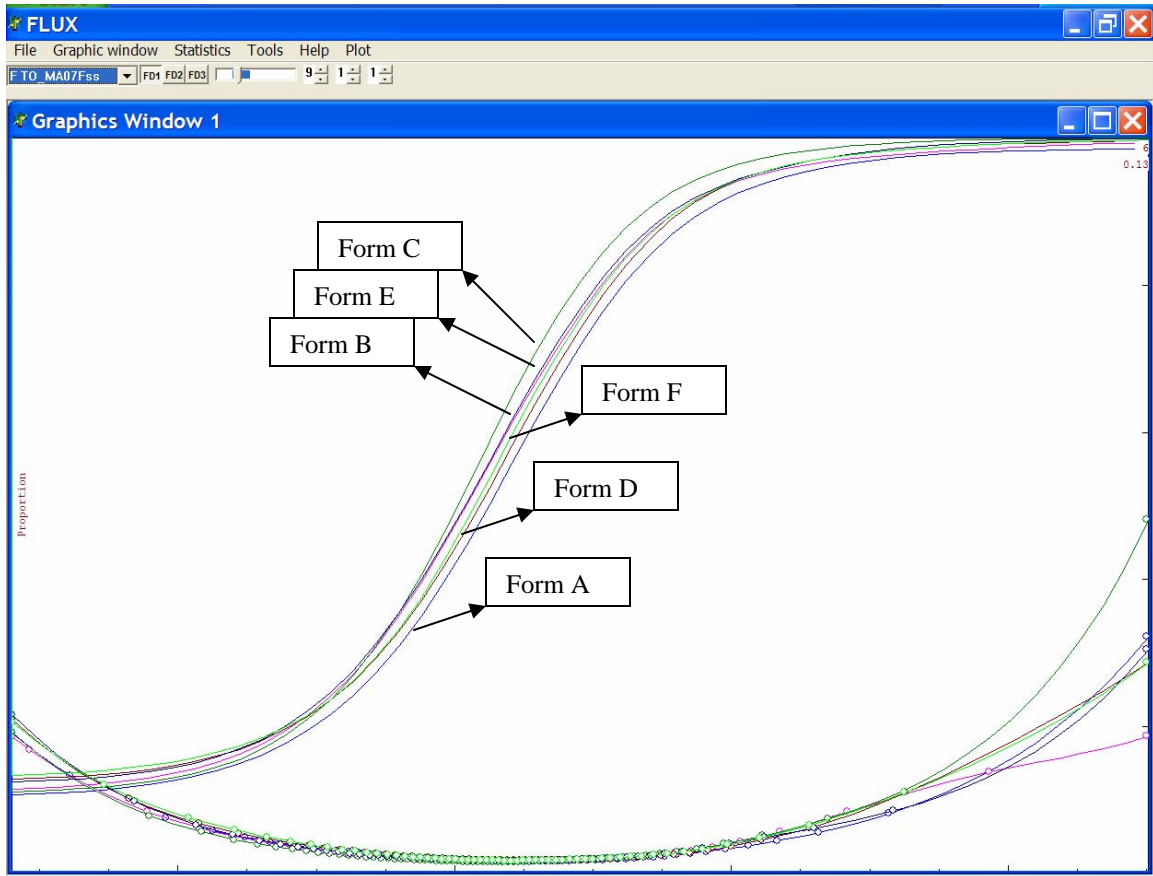 FLUX
File Graphic window Statistics Tools Help Plot
F TO_MA07Fss FD1 FD2 FD3 9 1 1
Graphics Window 1
6
0.13
Form C
Form E
Form B
Form F
Form D
Form A
Proportion